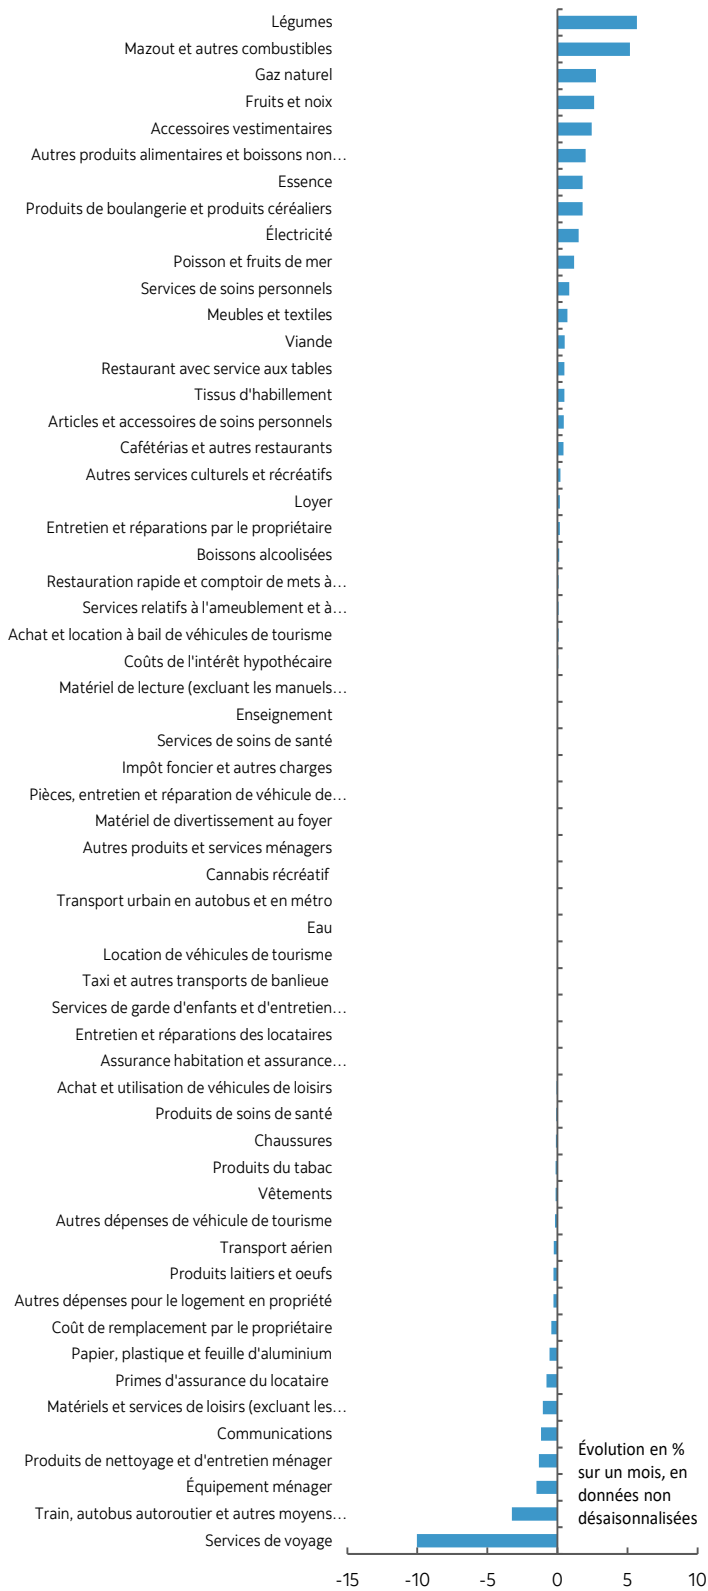 Légumes
Mazout et autres combustibles
Gaz naturel
Fruits et noix
Accessoires vestimentaires
Autres produits alimentaires et boissons non…
Essence
Produits de boulangerie et produits céréaliers
Électricité
Poisson et fruits de mer
Services de soins personnels
Meubles et textiles
Viande
Restaurant avec service aux tables
Tissus d'habillement
Articles et accessoires de soins personnels
Cafétérias et autres restaurants
Autres services culturels et récréatifs
Loyer
Entretien et réparations par le propriétaire
Boissons alcoolisées
Restauration rapide et comptoir de mets à…
Services relatifs à l'ameublement et à…
Achat et location à bail de véhicules de tourisme
Coûts de l'intérêt hypothécaire
Matériel de lecture (excluant les manuels…
Enseignement
Services de soins de santé
Impôt foncier et autres charges
Pièces, entretien et réparation de véhicule de…
Matériel de divertissement au foyer
Autres produits et services ménagers
Cannabis récréatif
Transport urbain en autobus et en métro
Eau
Location de véhicules de tourisme
Taxi et autres transports de banlieue
Services de garde d'enfants et d'entretien…
Entretien et réparations des locataires
Assurance habitation et assurance…
Achat et utilisation de véhicules de loisirs
Produits de soins de santé
Chaussures
Produits du tabac
Vêtements
Autres dépenses de véhicule de tourisme
Transport aérien
Produits laitiers et oeufs
Autres dépenses pour le logement en propriété
Coût de remplacement par le propriétaire
Papier, plastique et feuille d'aluminium
Primes d'assurance du locataire
Matériels et services de loisirs (excluant les…
Communications
Produits de nettoyage et d'entretien ménager
Équipement ménager
Train, autobus autoroutier et autres moyens…
Services de voyage
Évolution en %
sur un mois, en
données non
désaisonnalisées
-15 -10 -5 0 5 10